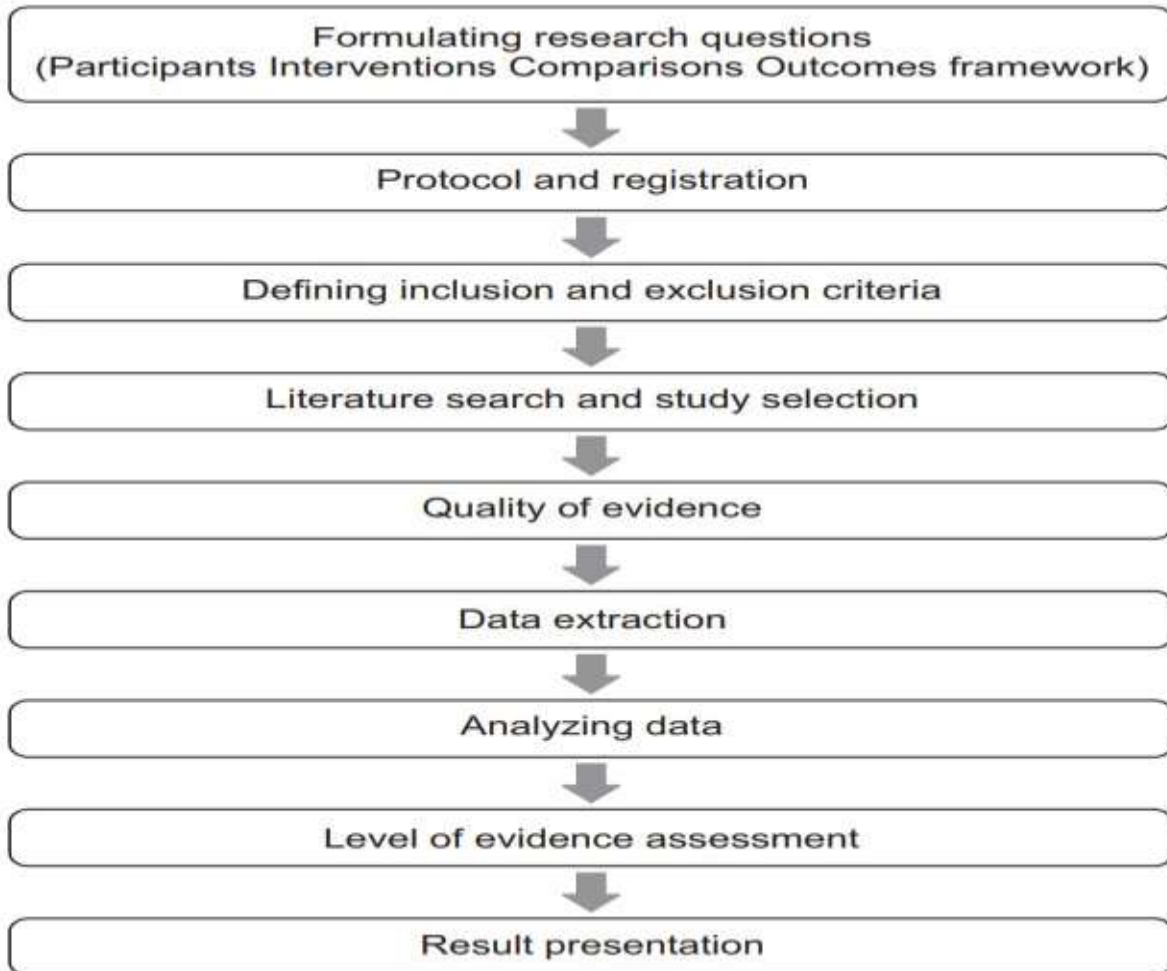 Formulating research questions
(Participants Interventions Comparisons Outcomes framework)
Protocol and registration
Defining inclusion and exclusion criteria
Literature search and study selection
Quality of evidence
Data extraction
Analyzing data
Level of evidence assessment
Result presentation